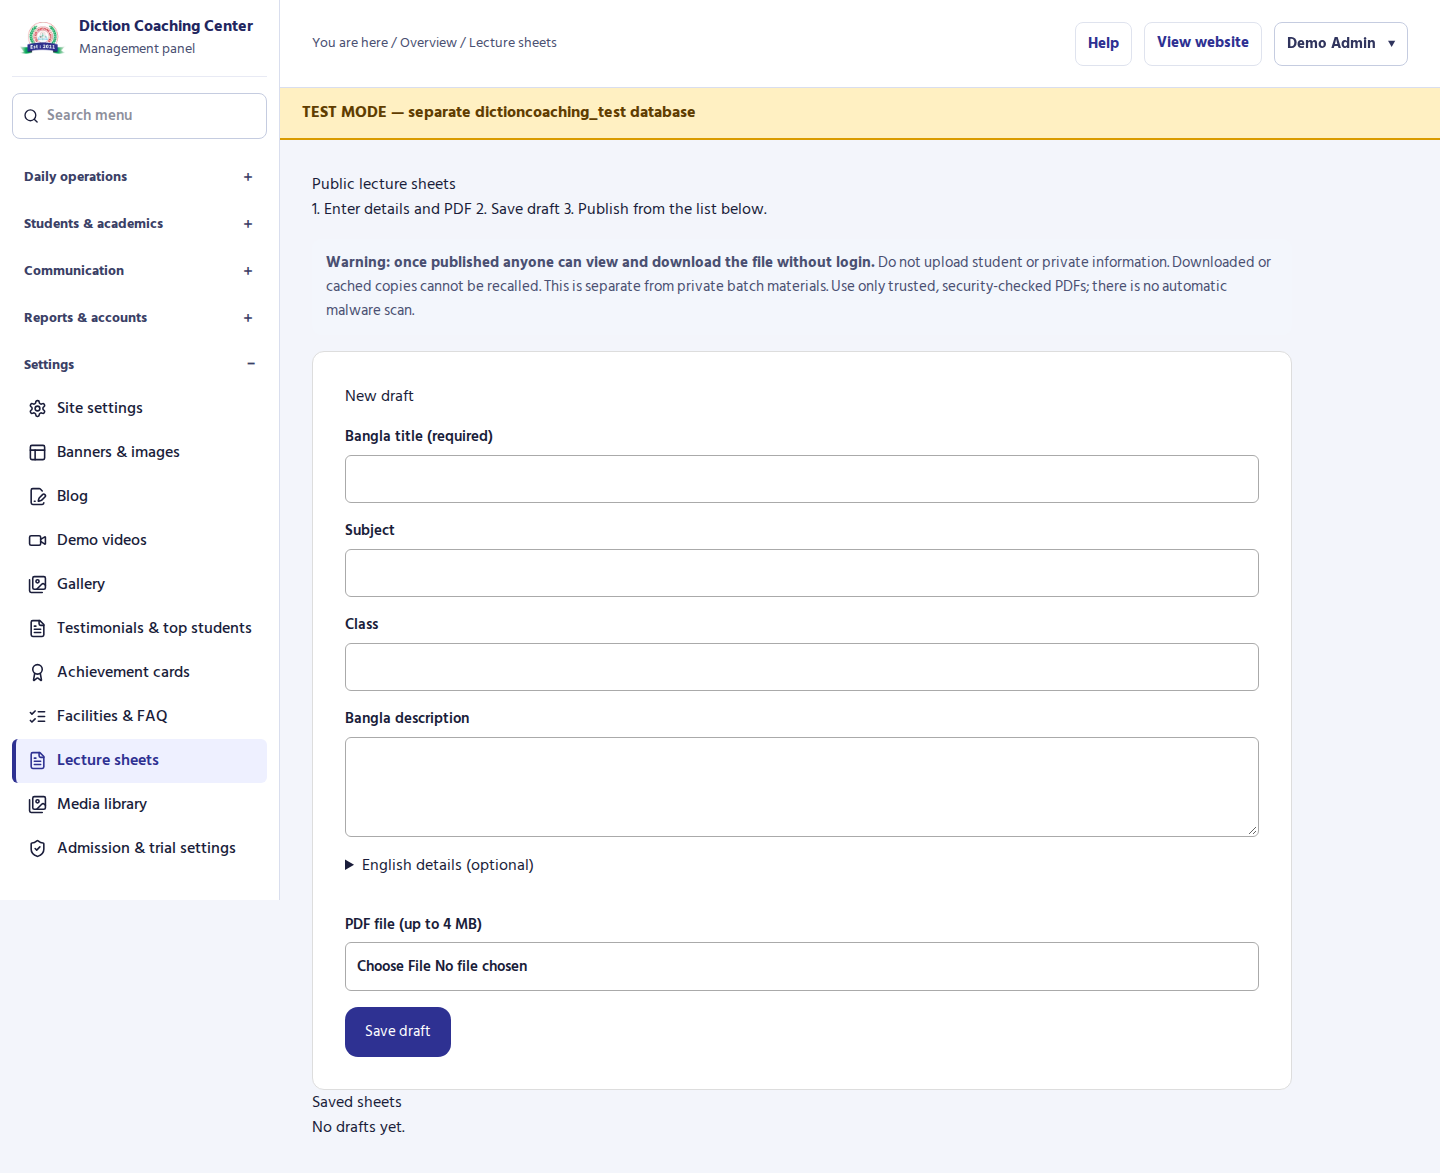 Diction Coaching Center
Management panel
Est : 2011
Search menu
Daily operations +
Students & academics +
Communication +
Reports & accounts +
Settings −
Site settings
Banners & images
Blog
Demo videos
Gallery
Testimonials & top students
Achievement cards
Facilities & FAQ
Lecture sheets
Media library
Admission & trial settings
You are here / Overview / Lecture sheets
Help
View website
Demo Admin
TEST MODE — separate dictioncoaching_test database
Public lecture sheets
1. Enter details and PDF 2. Save draft 3. Publish from the list below.
Warning: once published anyone can view and download the file without login. Do not upload student or private information. Downloaded or
cached copies cannot be recalled. This is separate from private batch materials. Use only trusted, security-checked PDFs; there is no automatic
malware scan.
New draft
Bangla title (required)
Subject
Class
Bangla description
English details (optional)
PDF file (up to 4 MB)
Choose File No file chosen
Save draft
Saved sheets
No drafts yet.